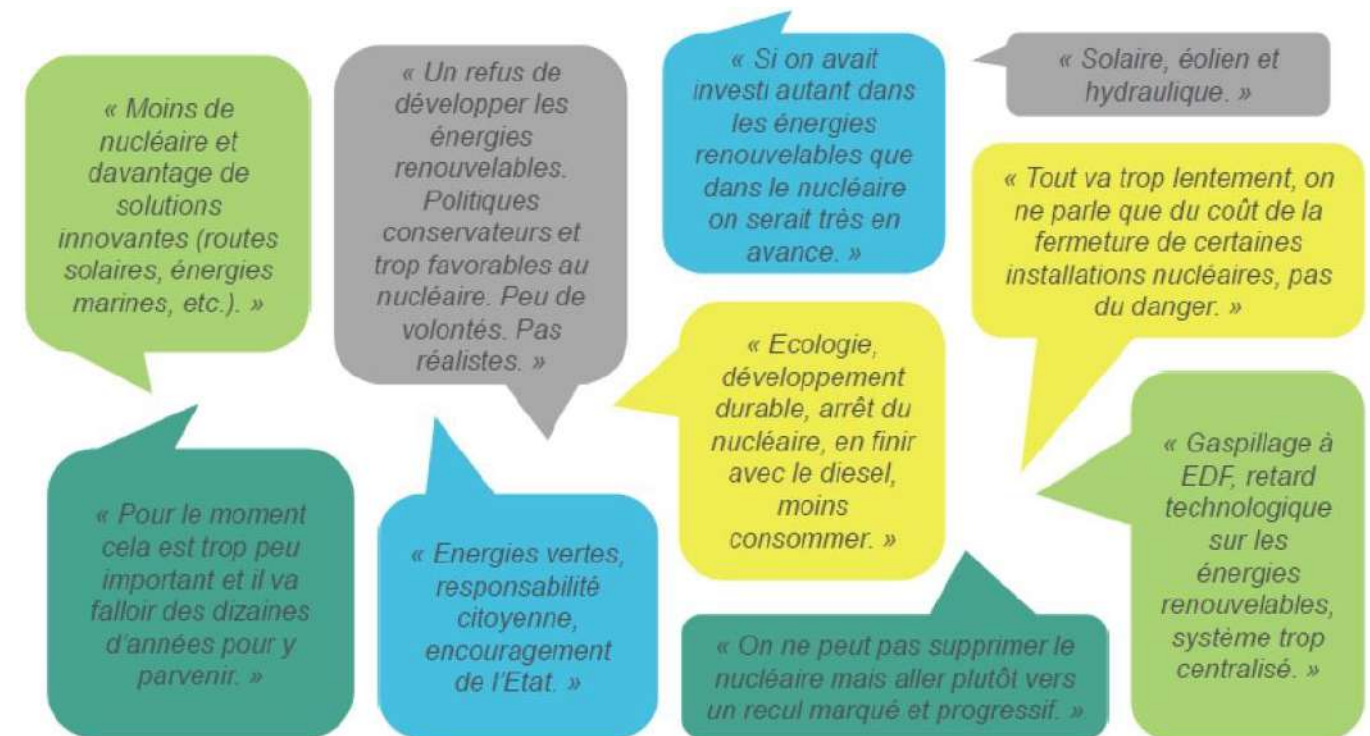 « Moins de
nucléaire et
davantage de
solutions
innovantes (routes
solaires, énergies
marines, etc.). »
« Un refus de
développer les
énergies
renouvelables.
Politiques
conservateurs et
trop favorables au
nucléaire. Peu de
volontés. Pas
réalistes. »
« Si on avait
investi autant dans
les énergies
renouvelables que
dans le nucléaire
on serait très en
avance. »
« Solaire, éolien et
hydraulique. »
« Tout va trop lentement, on
ne parle que du coût de la
fermeture de certaines
installations nucléaires, pas
du danger. »
« Ecologie,
développement
durable, arrêt du
nucléaire, en finir
avec le diesel,
moins
consommer. »
« Pour le moment
cela est trop peu
important et il va
falloir des dizaines
d'années pour y
parvenir. »
« Energies vertes,
responsabilité
citoyenne,
encouragement
de l'Etat. »
« On ne peut pas supprimer le
nucléaire mais aller plutôt vers
un recul marqué et progressif. »
« Gaspillage à
EDF, retard
technologique
sur les
énergies
renouvelables,
système trop
centralisé. »